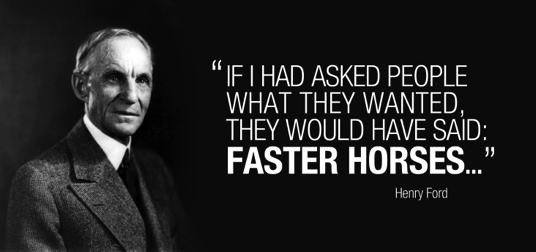 “IF I HAD ASKED PEOPLE
WHAT THEY WANTED,
THEY WOULD HAVE SAID:
FASTER HORSES...”
Henry Ford